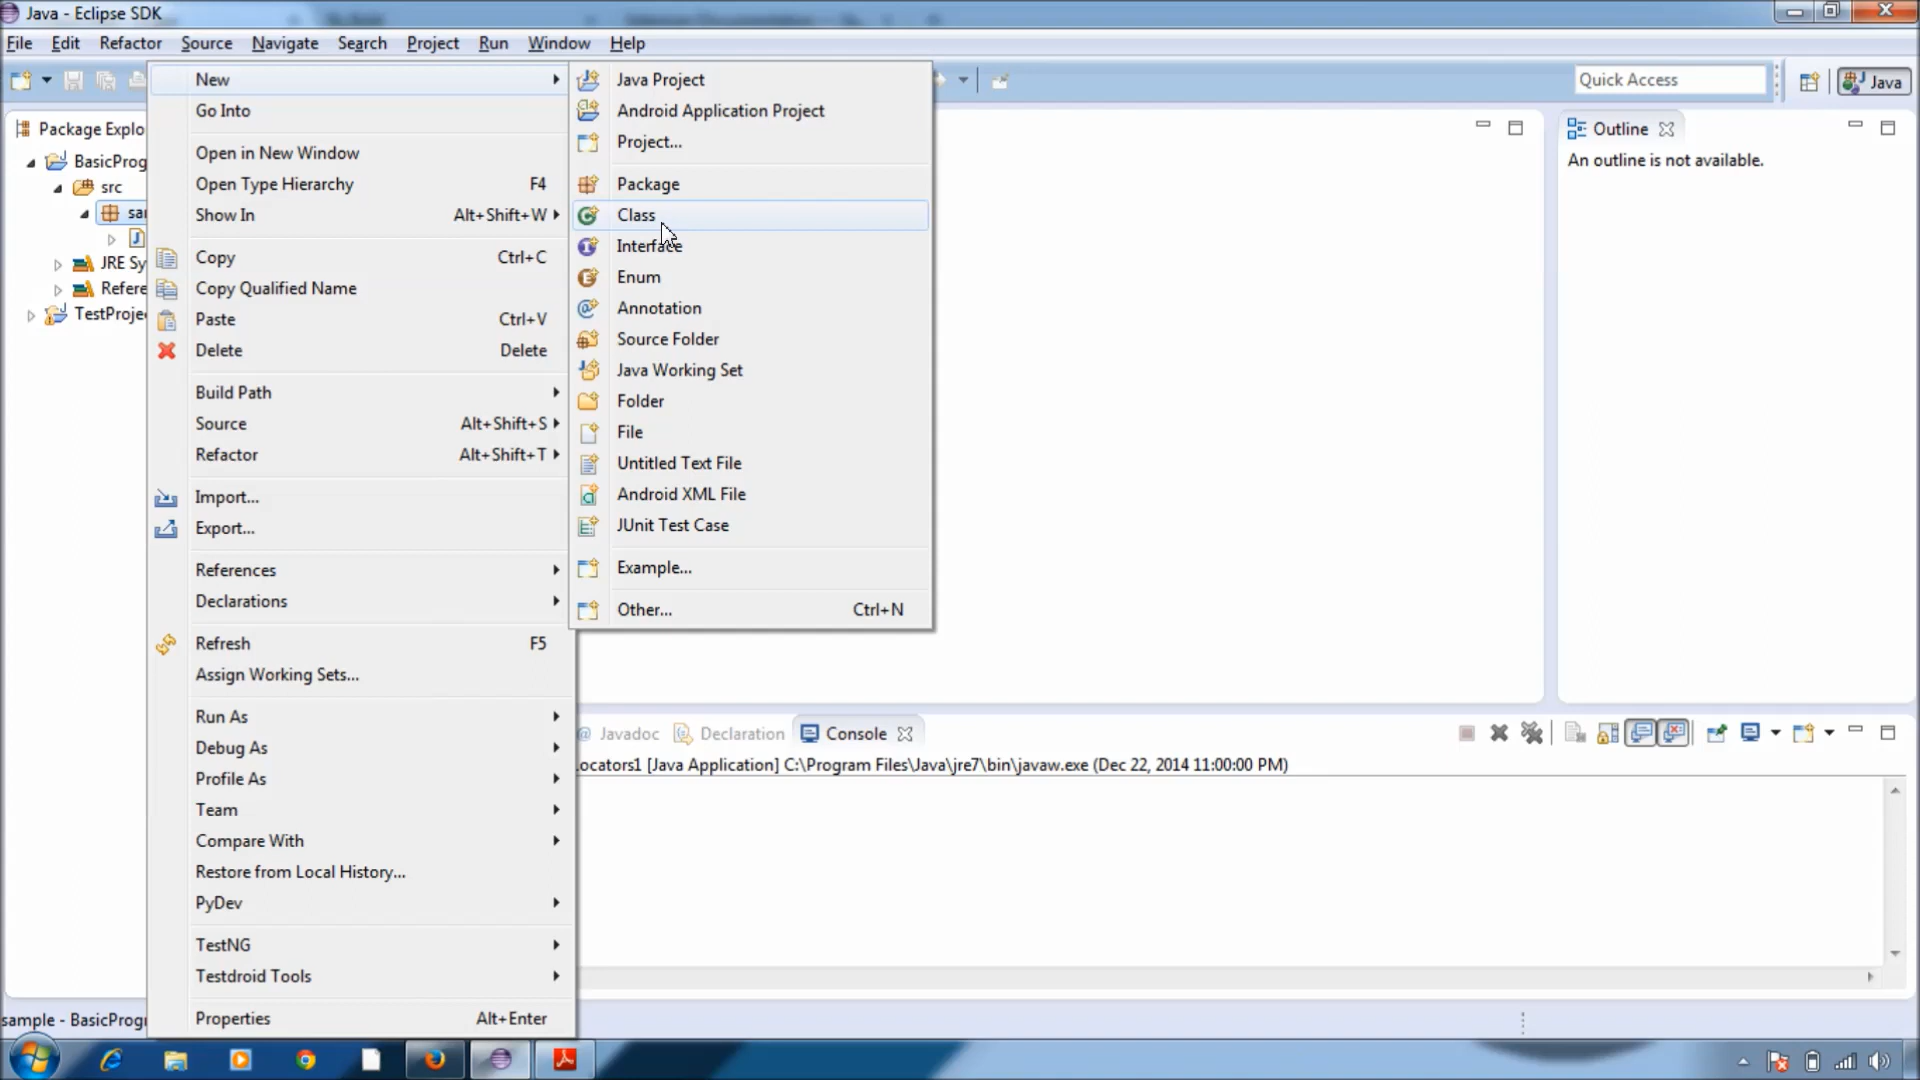 Java - Eclipse SDK
File Edit Refactor Source Navigate Search Project Run Window Help
Quick Access
Java
Package Explo
BasicProg
src
sar
JRE Sy
Refere
TestProje
New
Go Into
Open in New Window
Open Type Hierarchy F4
Show In Alt+Shift+W
Copy Ctrl+C
Copy Qualified Name
Paste Ctrl+V
Delete Delete
Build Path
Source Alt+Shift+S
Refactor Alt+Shift+T
Import...
Export...
References
Declarations
Refresh F5
Assign Working Sets...
Run As
Debug As
Profile As
Team
Compare With
Restore from Local History...
PyDev
TestNG
Testdroid Tools
Properties Alt+Enter
Java Project
Android Application Project
Project...
Package
Class
Interface
Enum
Annotation
Source Folder
Java Working Set
Folder
File
Untitled Text File
Android XML File
JUnit Test Case
Example...
Other... Ctrl+N
Outline
An outline is not available.
@ Javadoc Declaration Console
ocators1 [Java Application] C:\Program Files\Java\jre7\bin\javaw.exe (Dec 22, 2014 11:00:00 PM)
sample - BasicProg